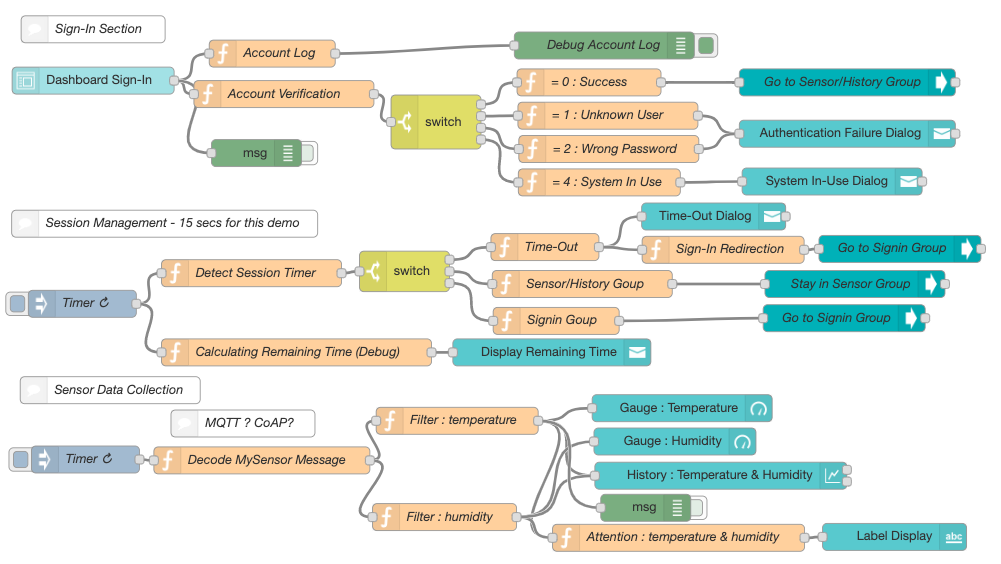 Sign-In Section
Account Log
Debug Account Log
Dashboard Sign-In
Account Verification
= 0 : Success
Go to Sensor/History Group
switch
= 1 : Unknown User
Authentication Failure Dialog
msg
= 2 : Wrong Password
= 4 : System In Use
System In-Use Dialog
Session Management - 15 secs for this demo
Time-Out Dialog
Time-Out
Sign-In Redirection
Go to Signin Group
Detect Session Timer
switch
Sensor/History Goup
Stay in Sensor Group
Timer ↻
Signin Goup
Go to Signin Group
Calculating Remaining Time (Debug)
Display Remaining Time
Sensor Data Collection
MQTT ? CoAP?
Filter : temperature
Gauge : Temperature
Gauge : Humidity
Timer ↻
Decode MySensor Message
History : Temperature & Humidity
msg
Filter : humidity
Attention : temperature & humidity
Label Display
abc